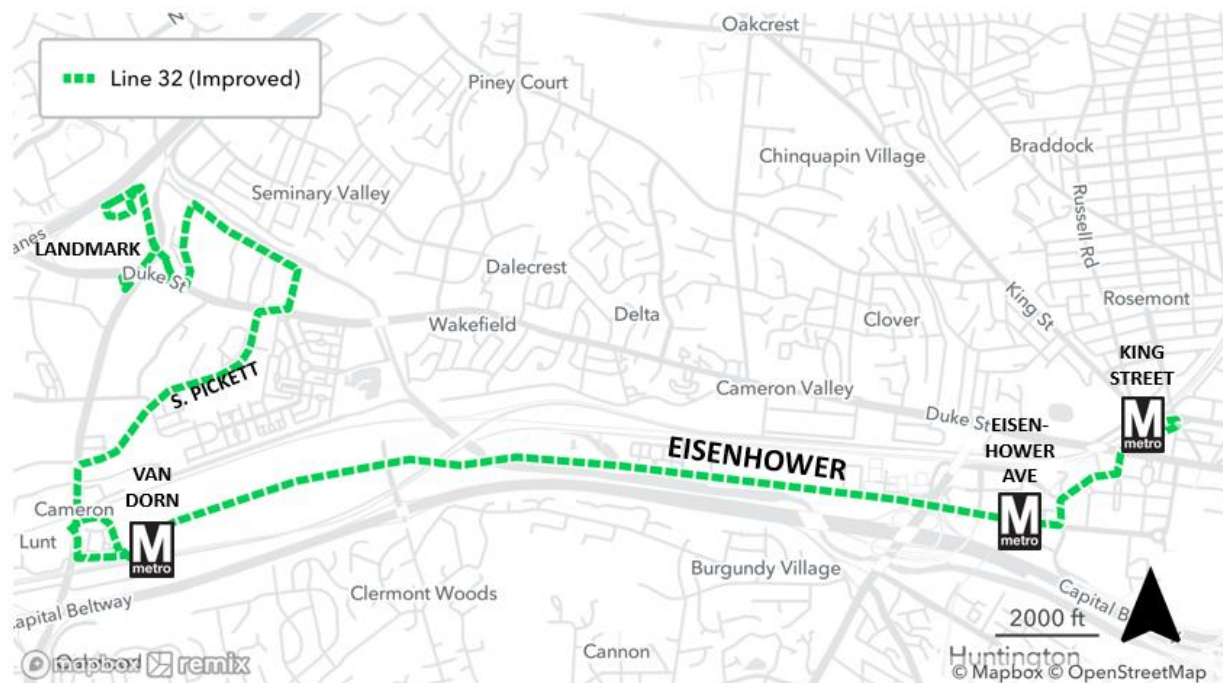 Oakcrest
Line 32 (Improved)
Piney Court
Braddock
Chinquapin Village
Seminary Valley
Russell Rd
anes
LANDMARK
Duke St
Dalecrest
Delta
King St
Rosemont
Wakefield
Clover
KING
STREET
M
metro
S. PICKETT
Cameron Valley
Duke St
EISEN-
HOWER
AVE
M
metro
EISENHOWER
VAN
DORN
M
metro
Cameron
Lunt
Burgundy Village
Clermont Woods
apital Beltway
Capital B
2000 ft
Cannon
Huntington
mapbox remix
© Mapbox © OpenStreetMap